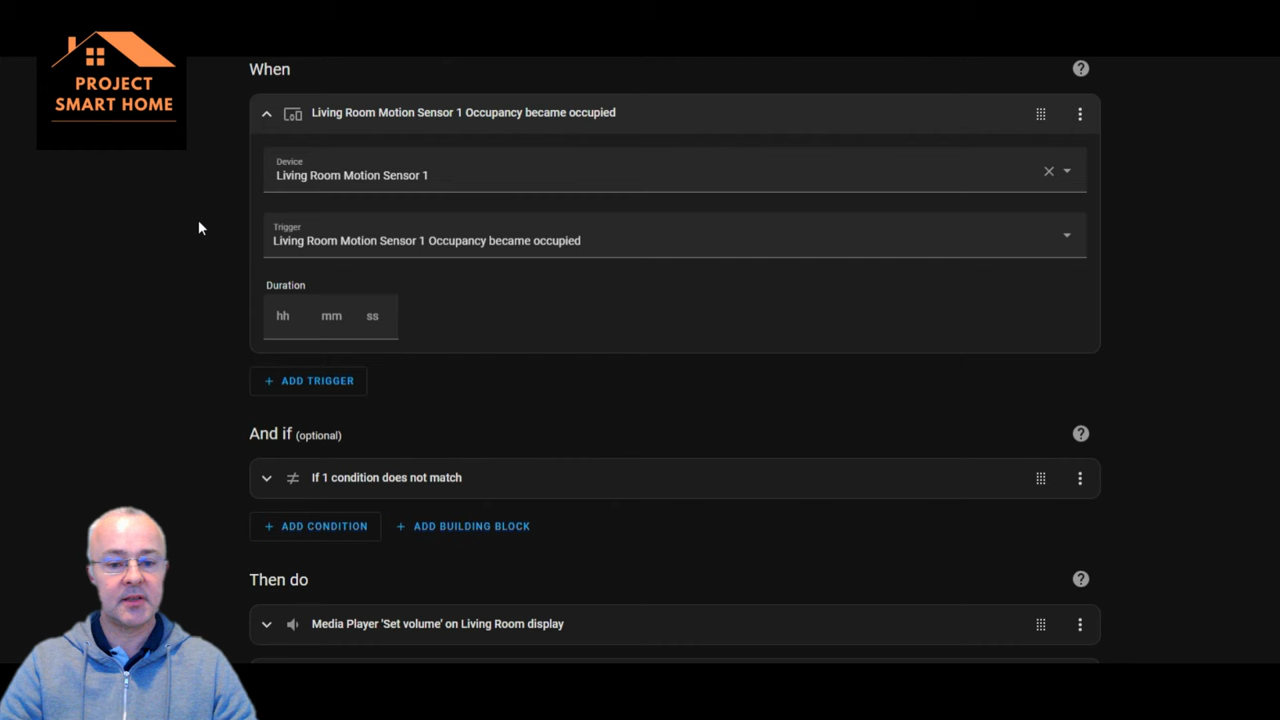 PROJECT
SMART HOME
When
Living Room Motion Sensor 1 Occupancy became occupied
Device
Living Room Motion Sensor 1
Trigger
Living Room Motion Sensor 1 Occupancy became occupied
Duration
hh mm ss
+ ADD TRIGGER
And if (optional)
If 1 condition does not match
+ ADD CONDITION + ADD BUILDING BLOCK
Then do
Media Player 'Set volume' on Living Room display